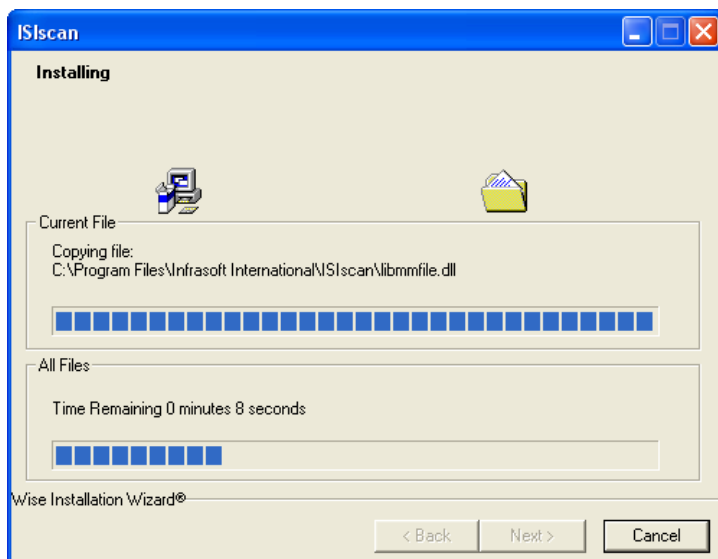 ISIscan
Installing
Current File
Copying file:
C:\Program Files\Infrasoft International\ISIscan\libmmfile.dll
All Files
Time Remaining 0 minutes 8 seconds
Wise Installation Wizard®
< Back
Next >
Cancel